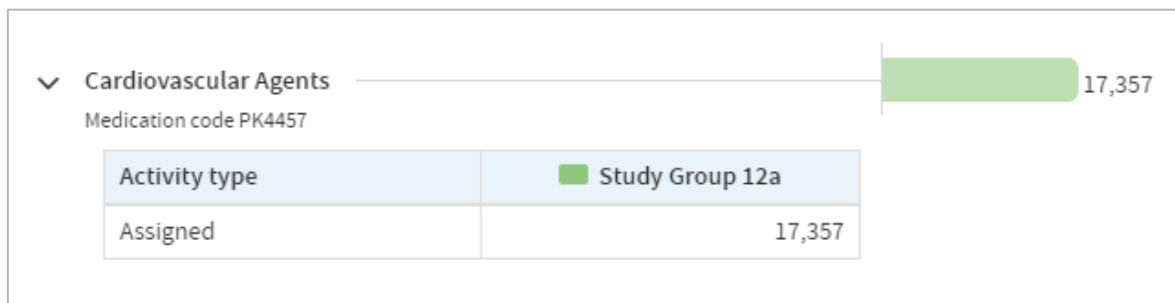 Cardiovascular Agents 17,357
Medication code PK4457
Activity type Study Group 12a
Assigned 17,357